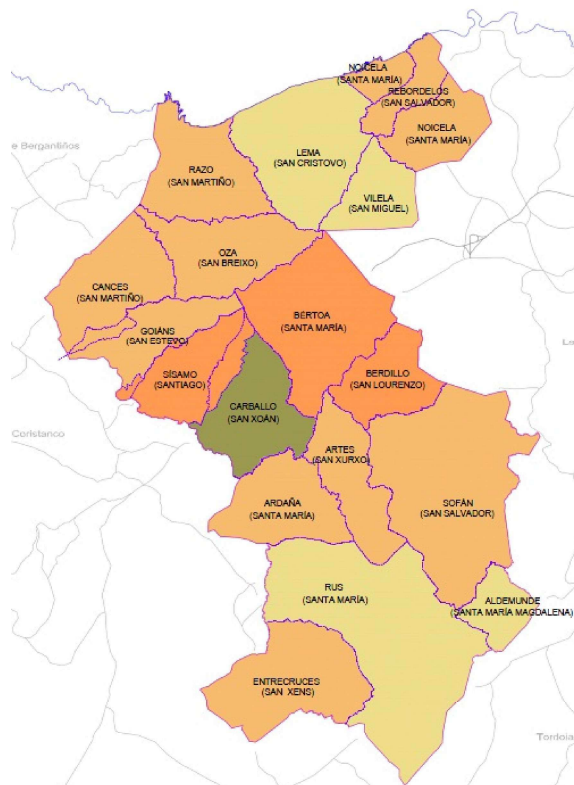 NOICELA
(SANTA MARÍA)
REBORDELOS
(SAN SALVADOR)
NOICELA
(SANTA MARÍA)
LEMA
(SAN CRISTOVO)
e Bergantiños
RAZO
(SAN MARTIÑO)
VILELA
(SAN MIGUEL)
OZA
(SAN BREIXO)
CANCES
(SAN MARTIÑO)
BÉRTOA
(SANTA MARÍA)
GOIÁNS
(SAN ESTEVO)
La
SÍSAMO
(SANTIAGO)
BERDILLO
(SAN LOURENZO)
CARBALLO
(SAN XOÁN)
Coristanco
ARTES
(SAN XURXO)
ARDAÑA
(SANTA MARÍA)
SOFÁN
(SAN SALVADOR)
RUS
(SANTA MARÍA)
ALDEMUNDE
(SANTA MARÍA MAGDALENA)
ENTRECRUCES
(SAN XENS)
Tordoia